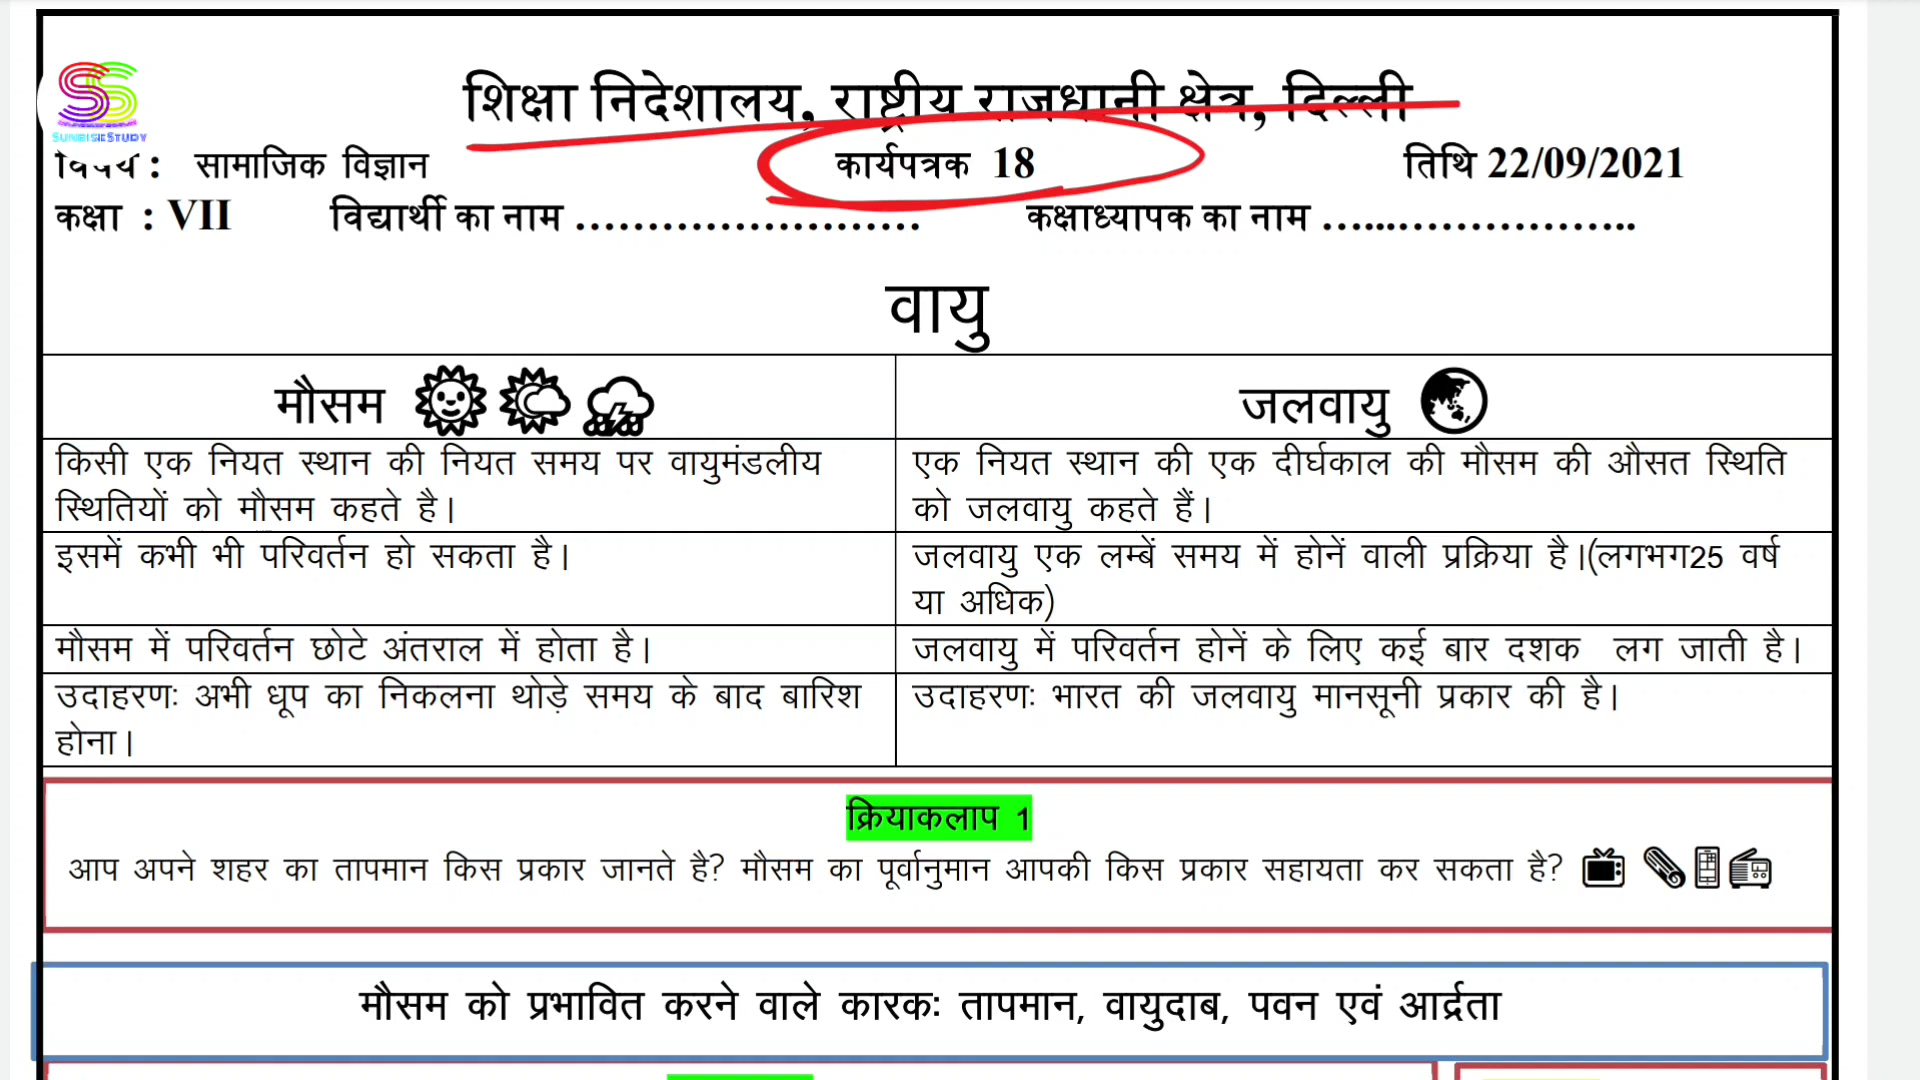 शिक्षा निदेशालय, राष्ट्रीय राजधानी क्षेत्र, दिल्ली
SUNRISESTUDY
विषय : सामाजिक विज्ञान कार्यपत्रक 18 तिथि 22/09/2021
कक्षा : VII विद्यार्थी का नाम ........................ कक्षाध्यापक का नाम ......................
वायु
मौसम जलवायु
किसी एक नियत स्थान की नियत समय पर वायुमंडलीय
स्थितियों को मौसम कहते है।
एक नियत स्थान की एक दीर्घकाल की मौसम की औसत स्थिति
को जलवायु कहते हैं।
इसमें कभी भी परिवर्तन हो सकता है।
जलवायु एक लम्बें समय में होनें वाली प्रक्रिया है।(लगभग25 वर्ष
या अधिक)
मौसम में परिवर्तन छोटे अंतराल में होता है।
जलवायु में परिवर्तन होनें के लिए कई बार दशक लग जाती है।
उदाहरणः अभी धूप का निकलना थोड़े समय के बाद बारिश
होना।
उदाहरणः भारत की जलवायु मानसूनी प्रकार की है।
क्रियाकलाप 1
आप अपने शहर का तापमान किस प्रकार जानते है? मौसम का पूर्वानुमान आपकी किस प्रकार सहायता कर सकता है?
मौसम को प्रभावित करने वाले कारकः तापमान, वायुदाब, पवन एवं आर्द्रता